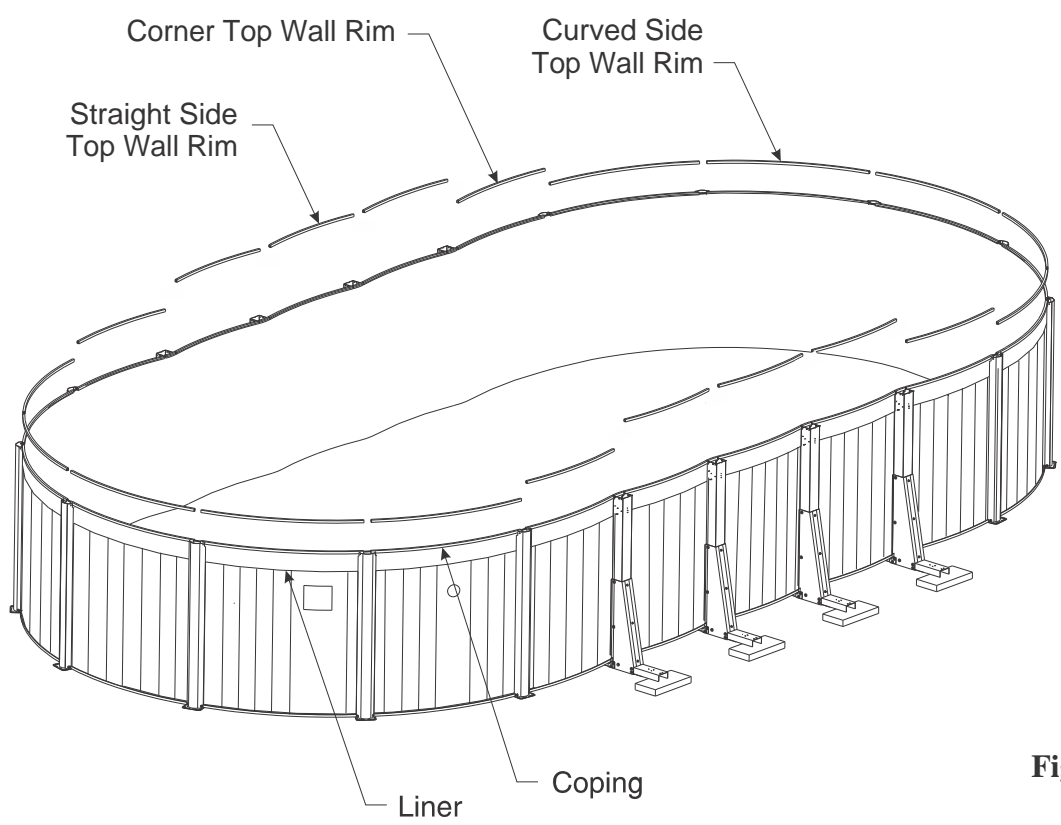 Corner Top Wall Rim
Curved Side
Top Wall Rim
Straight Side
Top Wall Rim
Coping
Liner